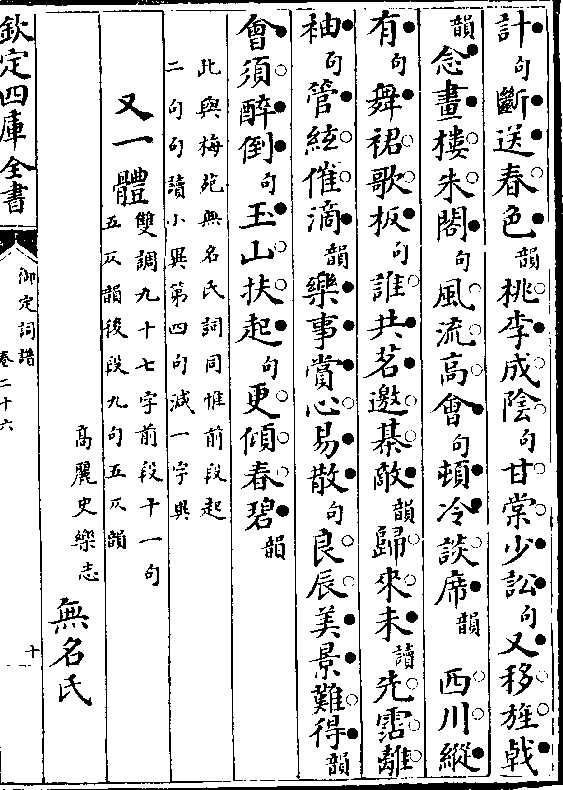 計句斷送春色韻桃李成陰句甘棠少訟句又移旌戟
韻念畫樓朱閣句風流高會句頓冷談席韻　西川縱
有句舞裙歌板句誰共茗邀棊敵韻歸來未讀先霑離
袖句管絃催滴韻樂事賞心易散句良辰美景難得韻
會須醉倒句玉山扶起句更傾春碧韻
此與梅苑無名氏詞同惟前段起
二句句讀小異第四句減一字異
又一體雙調九十七字前段十一句
五仄韻後段九句五仄韻
高麗史樂志　無名氏
欽定四庫全書
御定詞譜
卷二十六
十